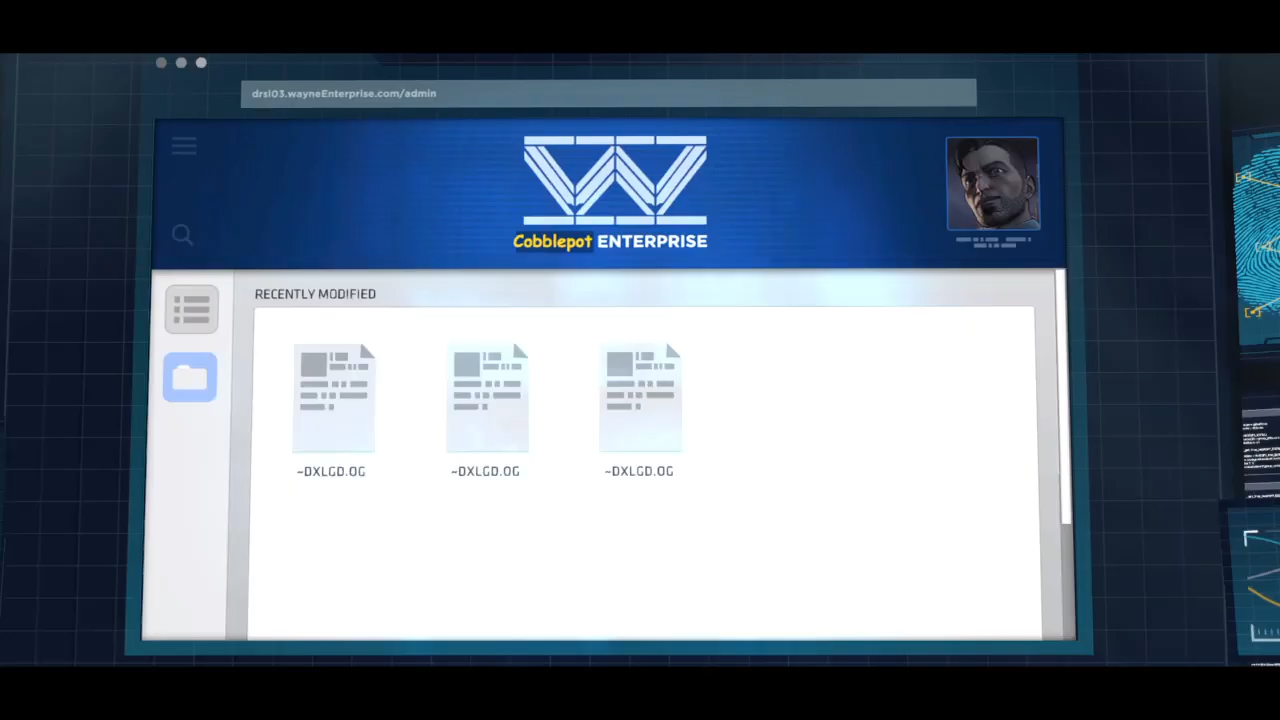 drsl03.wayneEnterprise.com/admin
Cobblepot ENTERPRISE
RECENTLY MODIFIED
~DXLGD.OG ~DXLGD.OG ~DXLGD.OG